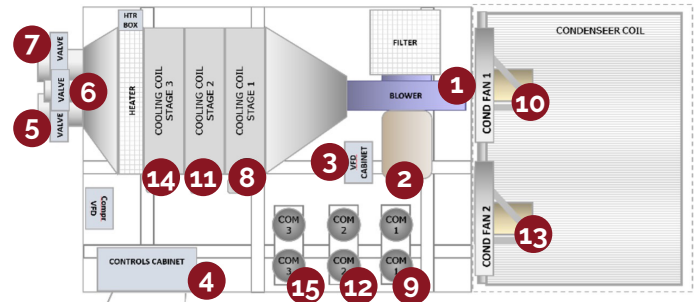 HTR
BOX
FILTER
CONDENSEER COIL
7
VALVE
6
VALVE
5
VALVE
HEATER
COOLING COIL
STAGE 3
COOLING COIL
STAGE 2
COOLING COIL
STAGE 1
BLOWER
1
COND FAN 1
10
14
11
8
3
VFD
CABINET
2
Compr
VFD
COM
3
COM
2
COM
1
COND FAN 2
13
CONTROLS CABINET
4
COM
3
15
COM
2
12
COM
1
9